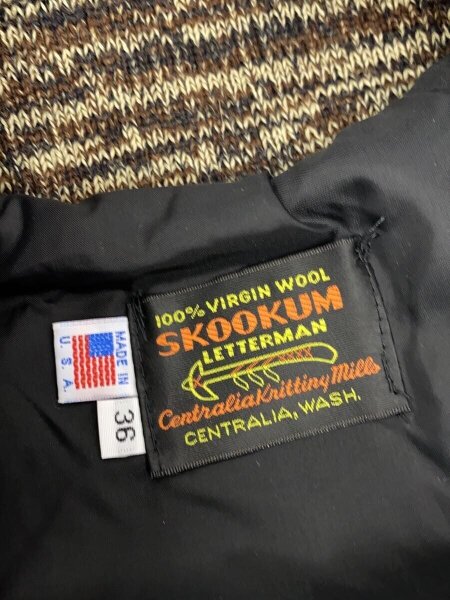 100% VIRGIN WOOL
SKOOKUM
LETTERMAN
Centralia Knitting Mills
CENTRALIA, WASH.
MADE IN
U.S.A.
36